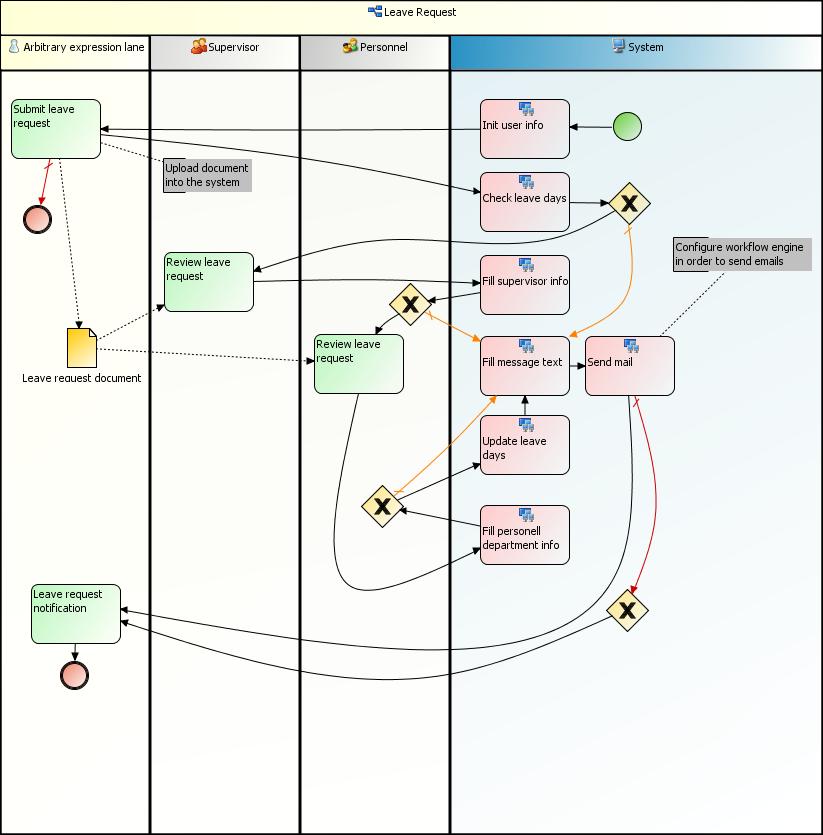 Leave Request
Arbitrary expression lane
Supervisor
Personnel
System
Submit leave
request
Init user info
Upload document
into the system
Check leave days
X
Configure workflow engine
in order to send emails
Review leave
request
Fill supervisor info
X
Review leave
request
Fill message text
Send mail
Leave request document
Update leave
days
X
Fill personell
department info
Leave request
notification
X